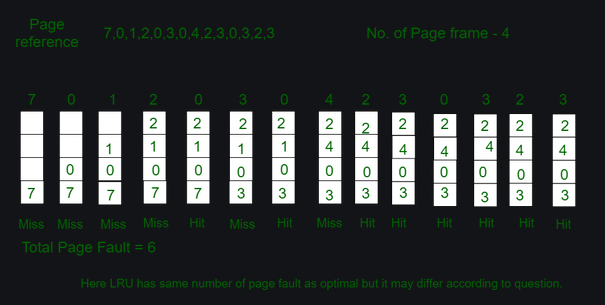 Page reference
7,0,1,2,0,3,0,4,2,3,0,3,2,3
No. of Page frame - 4
7 0 1 2 0 3 0 4 2 3 0 3 2 3
2 2 2 2 2 2 2 2 2 2 2
1 1 1 1 1 4 4 4 4 4 4 4
0 0 0 0 0 0 0 0 0 0 0 0 0
7 7 7 7 7 3 3 3 3 3 3 3 3 3
Miss Miss Miss Miss Hit Miss Hit Miss Hit Hit Hit Hit Hit
Total Page Fault = 6
Here LRU has same number of page fault as optimal but it may differ according to question.